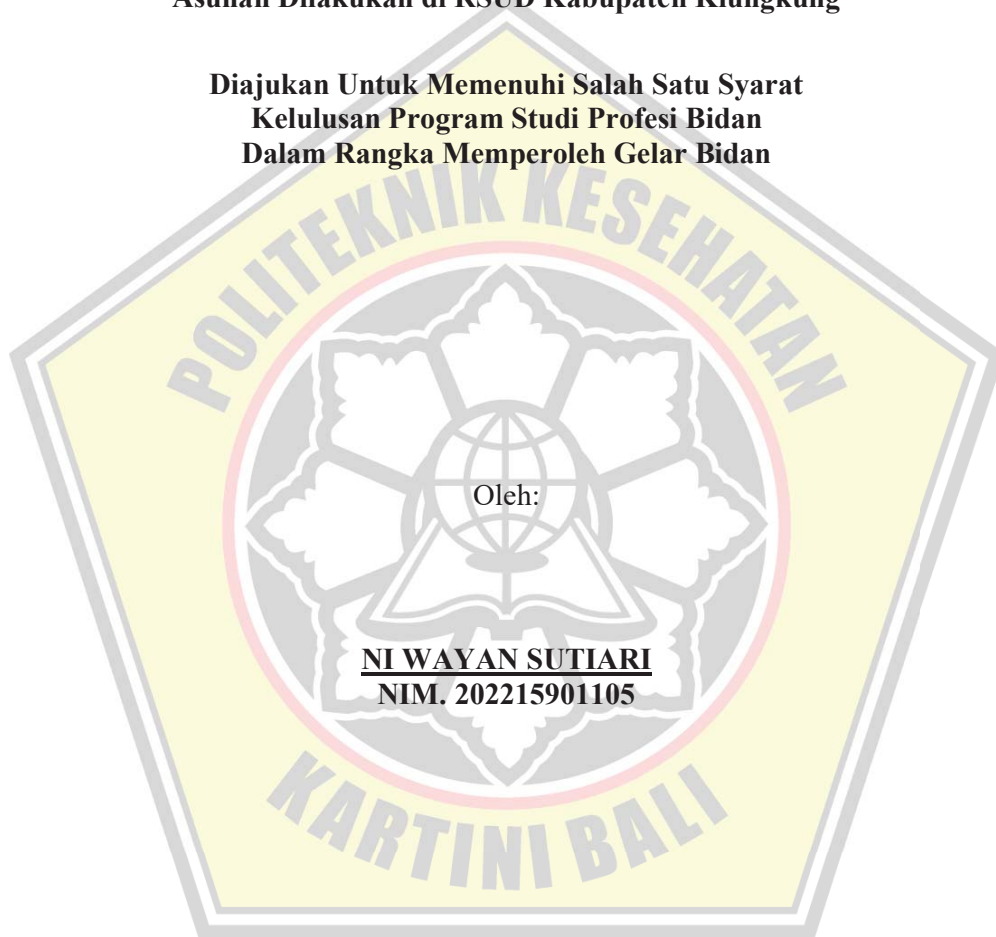 Asuhan Dilakukan di RSUD Kabupaten Klungkung
Diajukan Untuk Memenuhi Salah Satu Syarat
Kelulusan Program Studi Profesi Bidan
Dalam Rangka Memperoleh Gelar Bidan
POLITEKNIK KESEHATAN
Oleh:
NI WAYAN SUTIARI
NIM. 202215901105
KARTINI BALI